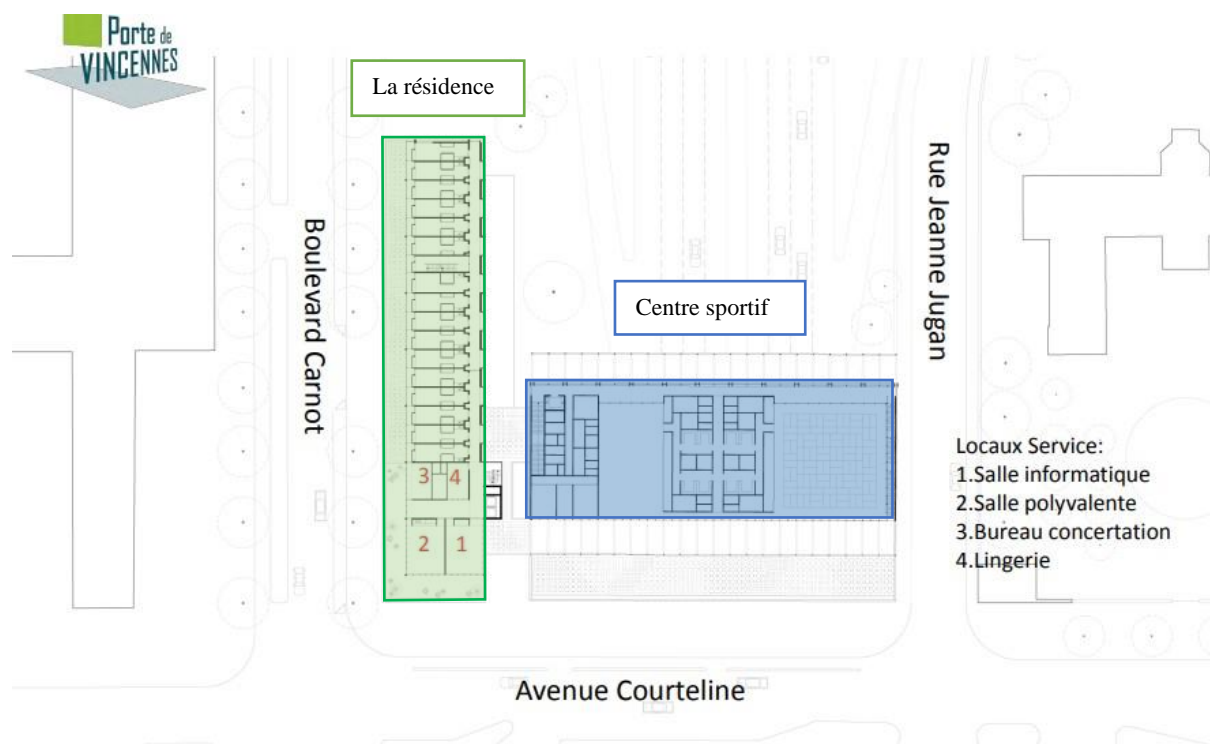 Porte de
VINCENNES
La résidence
Boulevard Carnot
Centre sportif
Rue Jeanne Jugan
3 4
2 1
Locaux Service:
1.Salle informatique
2.Salle polyvalente
3.Bureau concertation
4.Lingerie
Avenue Courteline